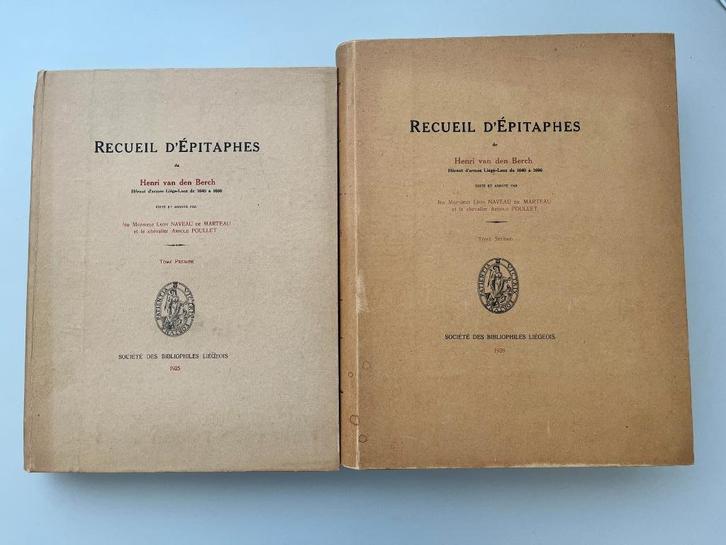 RECUEIL D'ÉPITAPHES
de
Henri van den Berch
Héraut d'armes Liége-Looz de 1640 à 1666
ÉDITÉ ET ANNOTÉ PAR
feu MONSIEUR LÉON NAVEAU DE MARTEAU
et le chevalier ARNOLD POULLET
TOME PREMIER
SOCIÉTÉ DES BIBLIOPHILES LIÉGEOIS
1925
RECUEIL D'ÉPITAPHES
de
Henri van den Berch
Héraut d'armes Liége-Looz de 1640 à 1666
ÉDITÉ ET ANNOTÉ PAR
feu MONSIEUR LÉON NAVEAU DE MARTEAU
et le chevalier ARNOLD POULLET
TOME SECOND
SOCIÉTÉ DES BIBLIOPHILES LIÉGEOIS